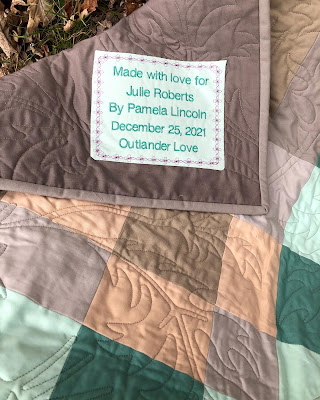 Made with love for
Julie Roberts
By Pamela Lincoln
December 25, 2021
Outlander Love